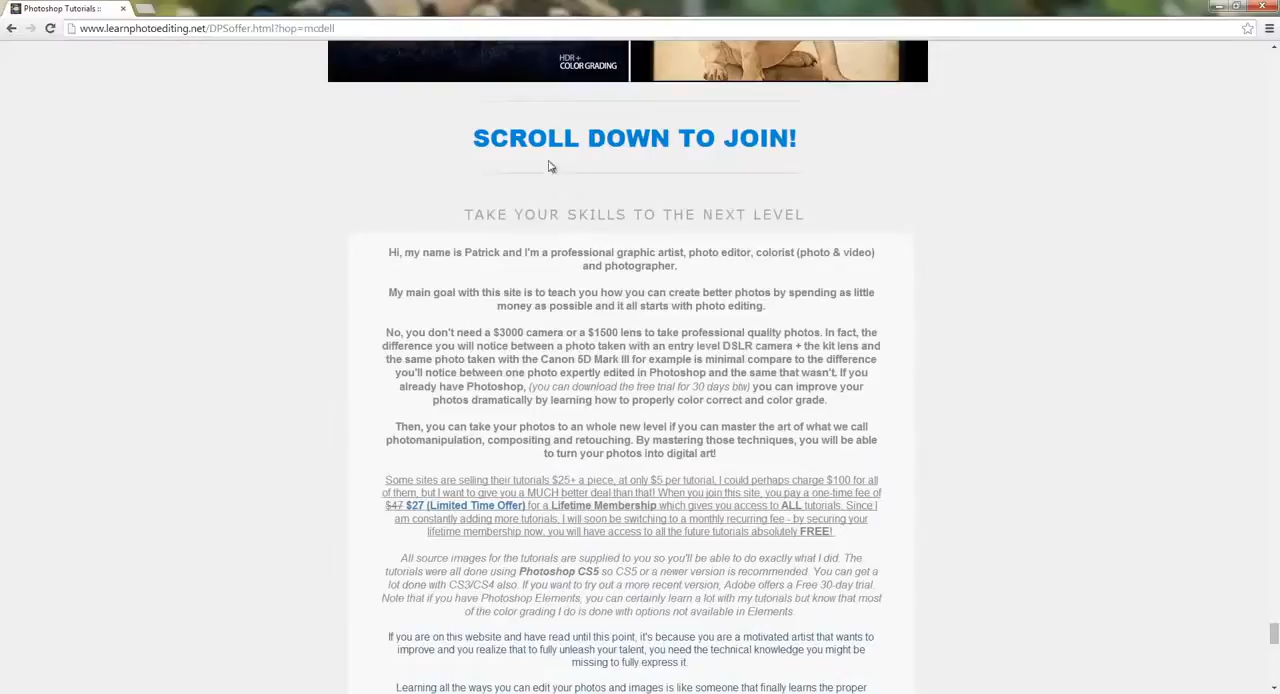 Photoshop Tutorials ::
www.learnphotoediting.net/DPSoffer.html?hop=mcdell
HDR +
COLOR GRADING
SCROLL DOWN TO JOIN!
TAKE YOUR SKILLS TO THE NEXT LEVEL
Hi, my name is Patrick and I'm a professional graphic artist, photo editor, colorist (photo & video)
and photographer.
My main goal with this site is to teach you how you can create better photos by spending as little
money as possible and it all starts with photo editing.
No, you don't need a $3000 camera or a $1500 lens to take professional quality photos. In fact, the
difference you will notice between a photo taken with an entry level DSLR camera + the kit lens and
the same photo taken with the Canon 5D Mark III for example is minimal compare to the difference
you'll notice between one photo expertly edited in Photoshop and the same that wasn't. If you
already have Photoshop, (you can download the free trial for 30 days btw) you can improve your
photos dramatically by learning how to properly color correct and color grade.
Then, you can take your photos to an whole new level if you can master the art of what we call
photomanipulation, compositing and retouching. By mastering those techniques, you will be able
to turn your photos into digital art!
Some sites are selling their tutorials $25+ a piece, at only $5 per tutorial, I could perhaps charge $100 for all
of them, but I want to give you a MUCH better deal than that! When you join this site, you pay a one-time fee of
$47 $27 (Limited Time Offer) for a Lifetime Membership which gives you access to ALL tutorials. Since I
am constantly adding more tutorials, I will soon be switching to a monthly recurring fee - by securing your
lifetime membership now, you will have access to all the future tutorials absolutely FREE!
All source images for the tutorials are supplied to you so you'll be able to do exactly what I did. The
tutorials were all done using Photoshop CS5 so CS5 or a newer version is recommended. You can get a
lot done with CS3/CS4 also. If you want to try out a more recent version, Adobe offers a Free 30-day trial.
Note that if you have Photoshop Elements, you can certainly learn a lot with my tutorials but know that most
of the color grading I do is done with options not available in Elements.
If you are on this website and have read until this point, it's because you are a motivated artist that wants to
improve and you realize that to fully unleash your talent, you need the technical knowledge you might be
missing to fully express it.
Learning all the ways you can edit your photos and images is like someone that finally learns the proper